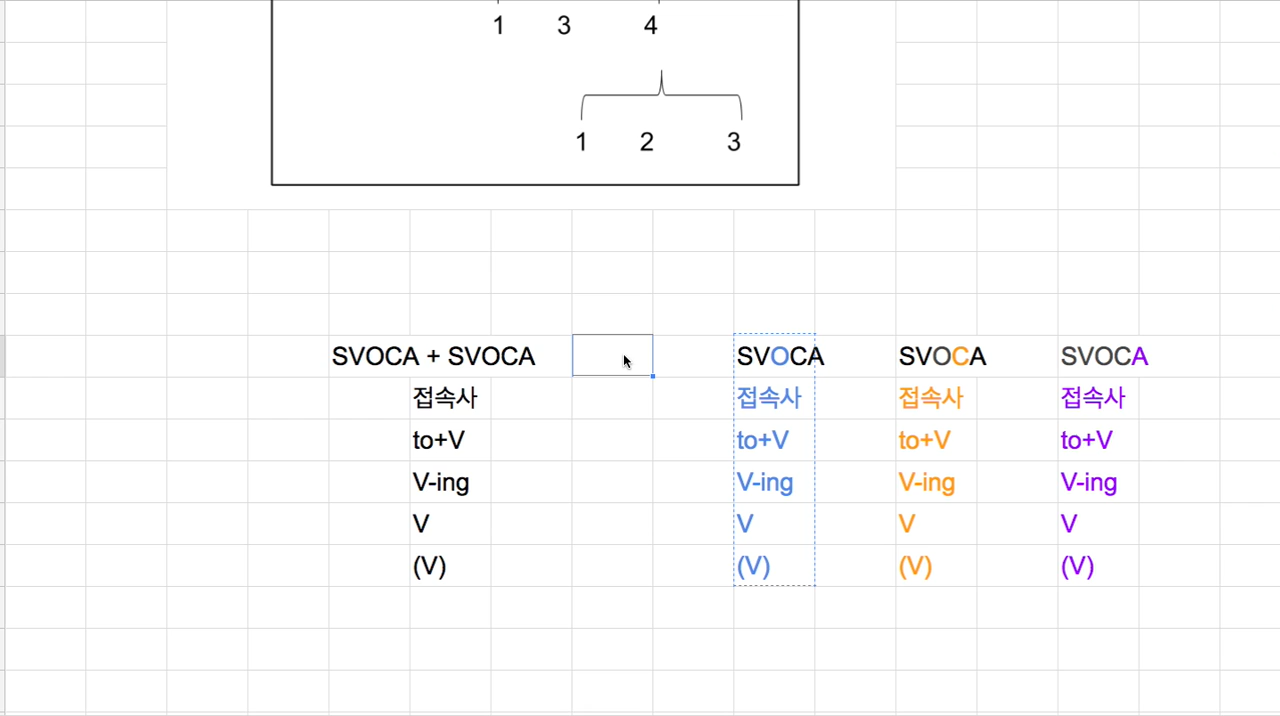 1 3 4
1 2 3
SVOCA + SVOCA SVOCA SVOCA SVOCA
접속사 접속사 접속사 접속사
to+V to+V to+V to+V
V-ing V-ing V-ing V-ing
V V V V
(V) (V) (V) (V)